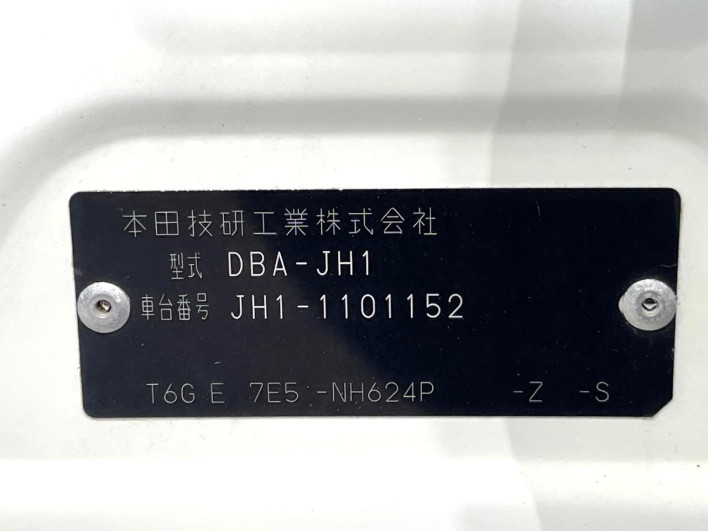 本田技研工業株式会社
型式 DBA-JH1
車台番号 JH1-1101152
T6G E 7E5 -NH624P -Z -S